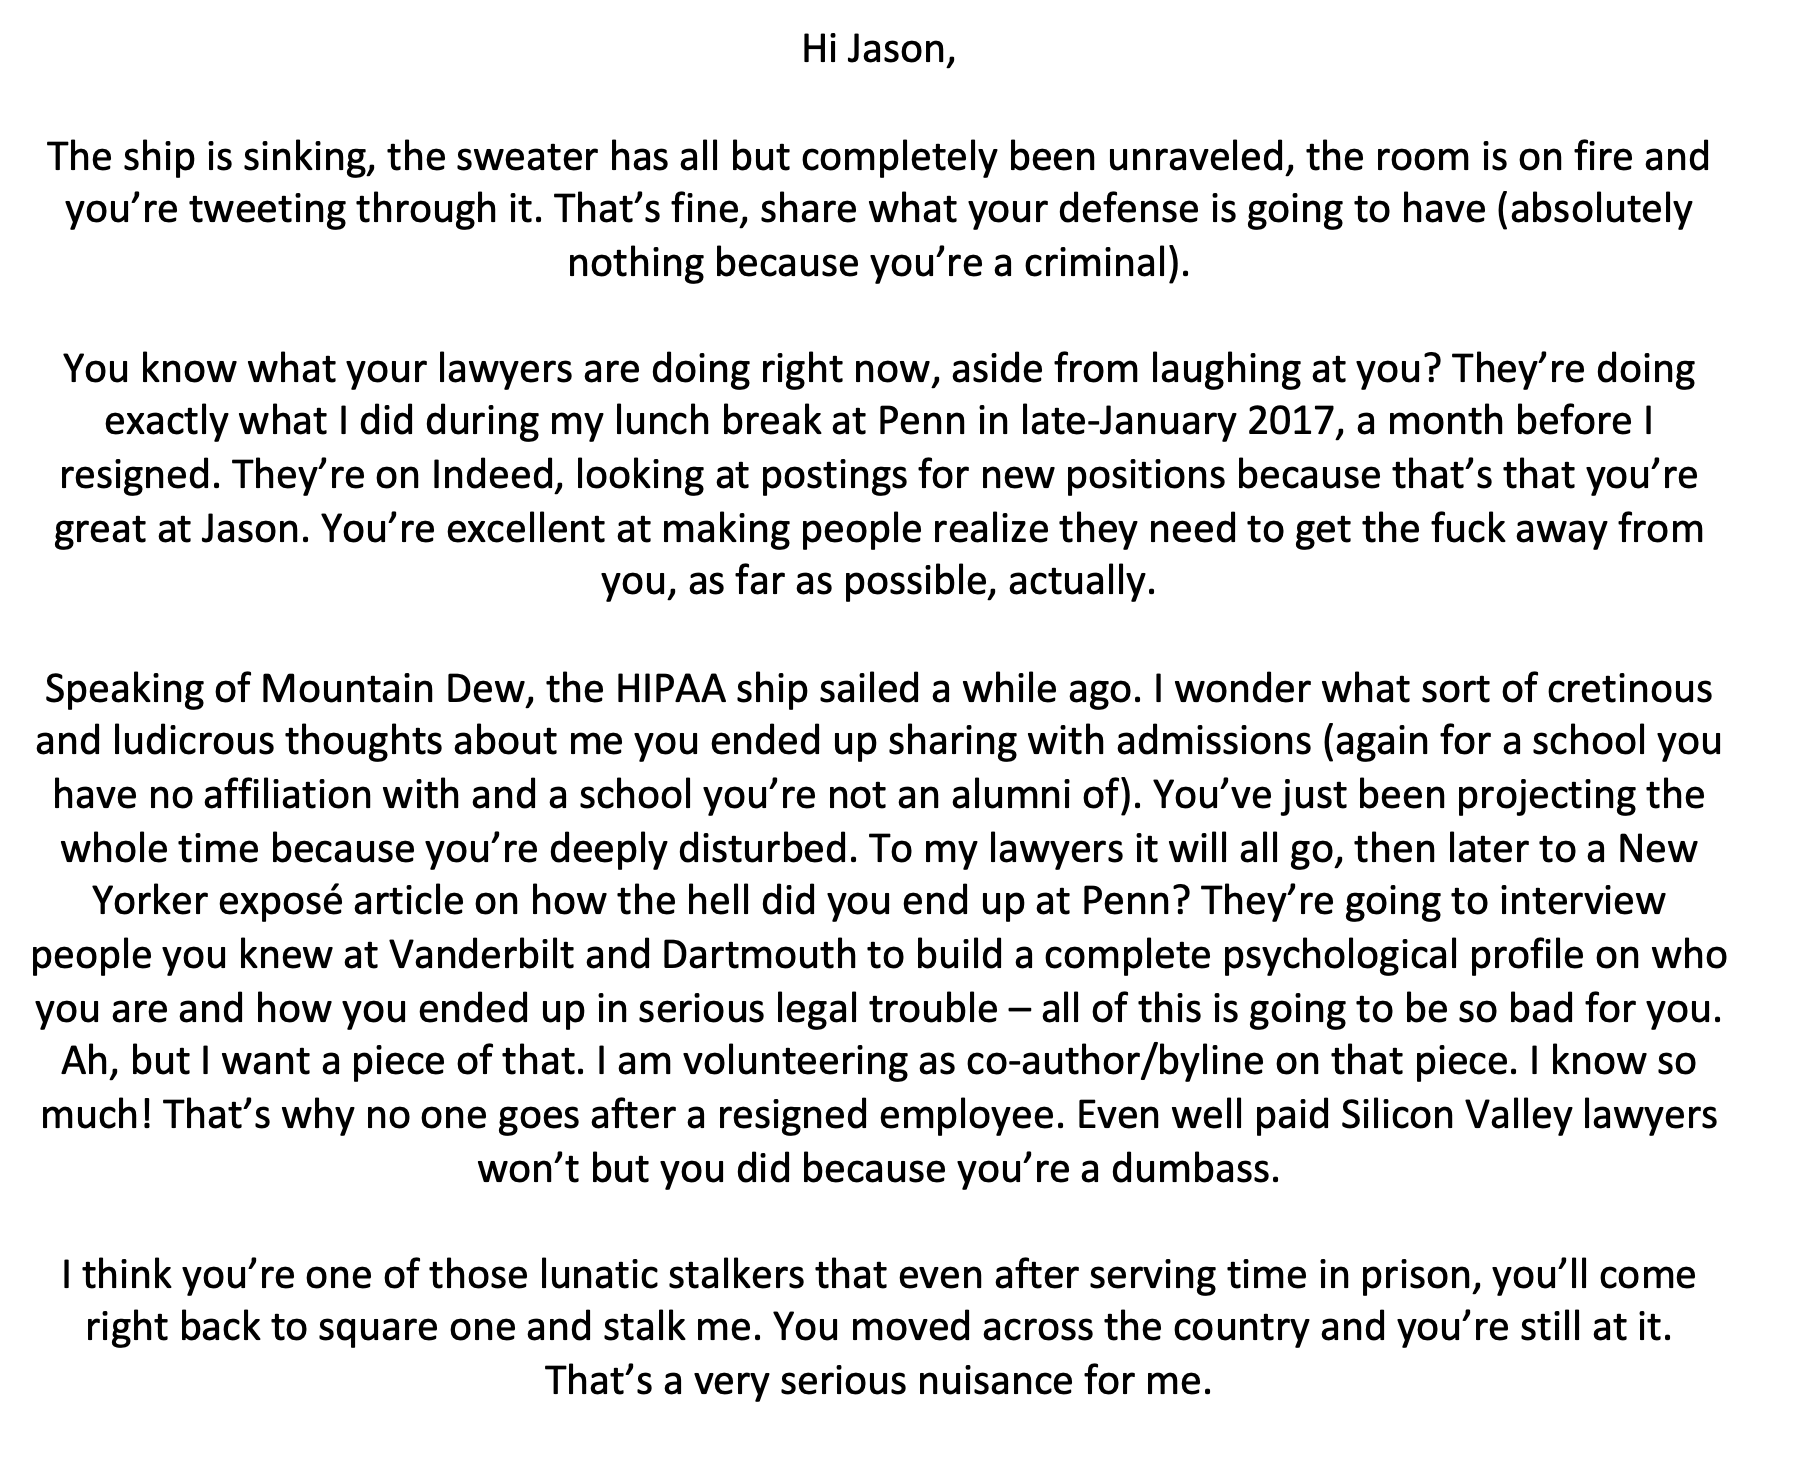 Hi Jason,
The ship is sinking, the sweater has all but completely been unraveled, the room is on fire and
you’re tweeting through it. That’s fine, share what your defense is going to have (absolutely
nothing because you’re a criminal).
You know what your lawyers are doing right now, aside from laughing at you? They’re doing
exactly what I did during my lunch break at Penn in late-January 2017, a month before I
resigned. They’re on Indeed, looking at postings for new positions because that’s that you’re
great at Jason. You’re excellent at making people realize they need to get the fuck away from
you, as far as possible, actually.
Speaking of Mountain Dew, the HIPAA ship sailed a while ago. I wonder what sort of cretinous
and ludicrous thoughts about me you ended up sharing with admissions (again for a school you
have no affiliation with and a school you’re not an alumni of). You’ve just been projecting the
whole time because you’re deeply disturbed. To my lawyers it will all go, then later to a New
Yorker exposé article on how the hell did you end up at Penn? They’re going to interview
people you knew at Vanderbilt and Dartmouth to build a complete psychological profile on who
you are and how you ended up in serious legal trouble – all of this is going to be so bad for you.
Ah, but I want a piece of that. I am volunteering as co-author/byline on that piece. I know so
much! That’s why no one goes after a resigned employee. Even well paid Silicon Valley lawyers
won’t but you did because you’re a dumbass.
I think you’re one of those lunatic stalkers that even after serving time in prison, you’ll come
right back to square one and stalk me. You moved across the country and you’re still at it.
That’s a very serious nuisance for me.